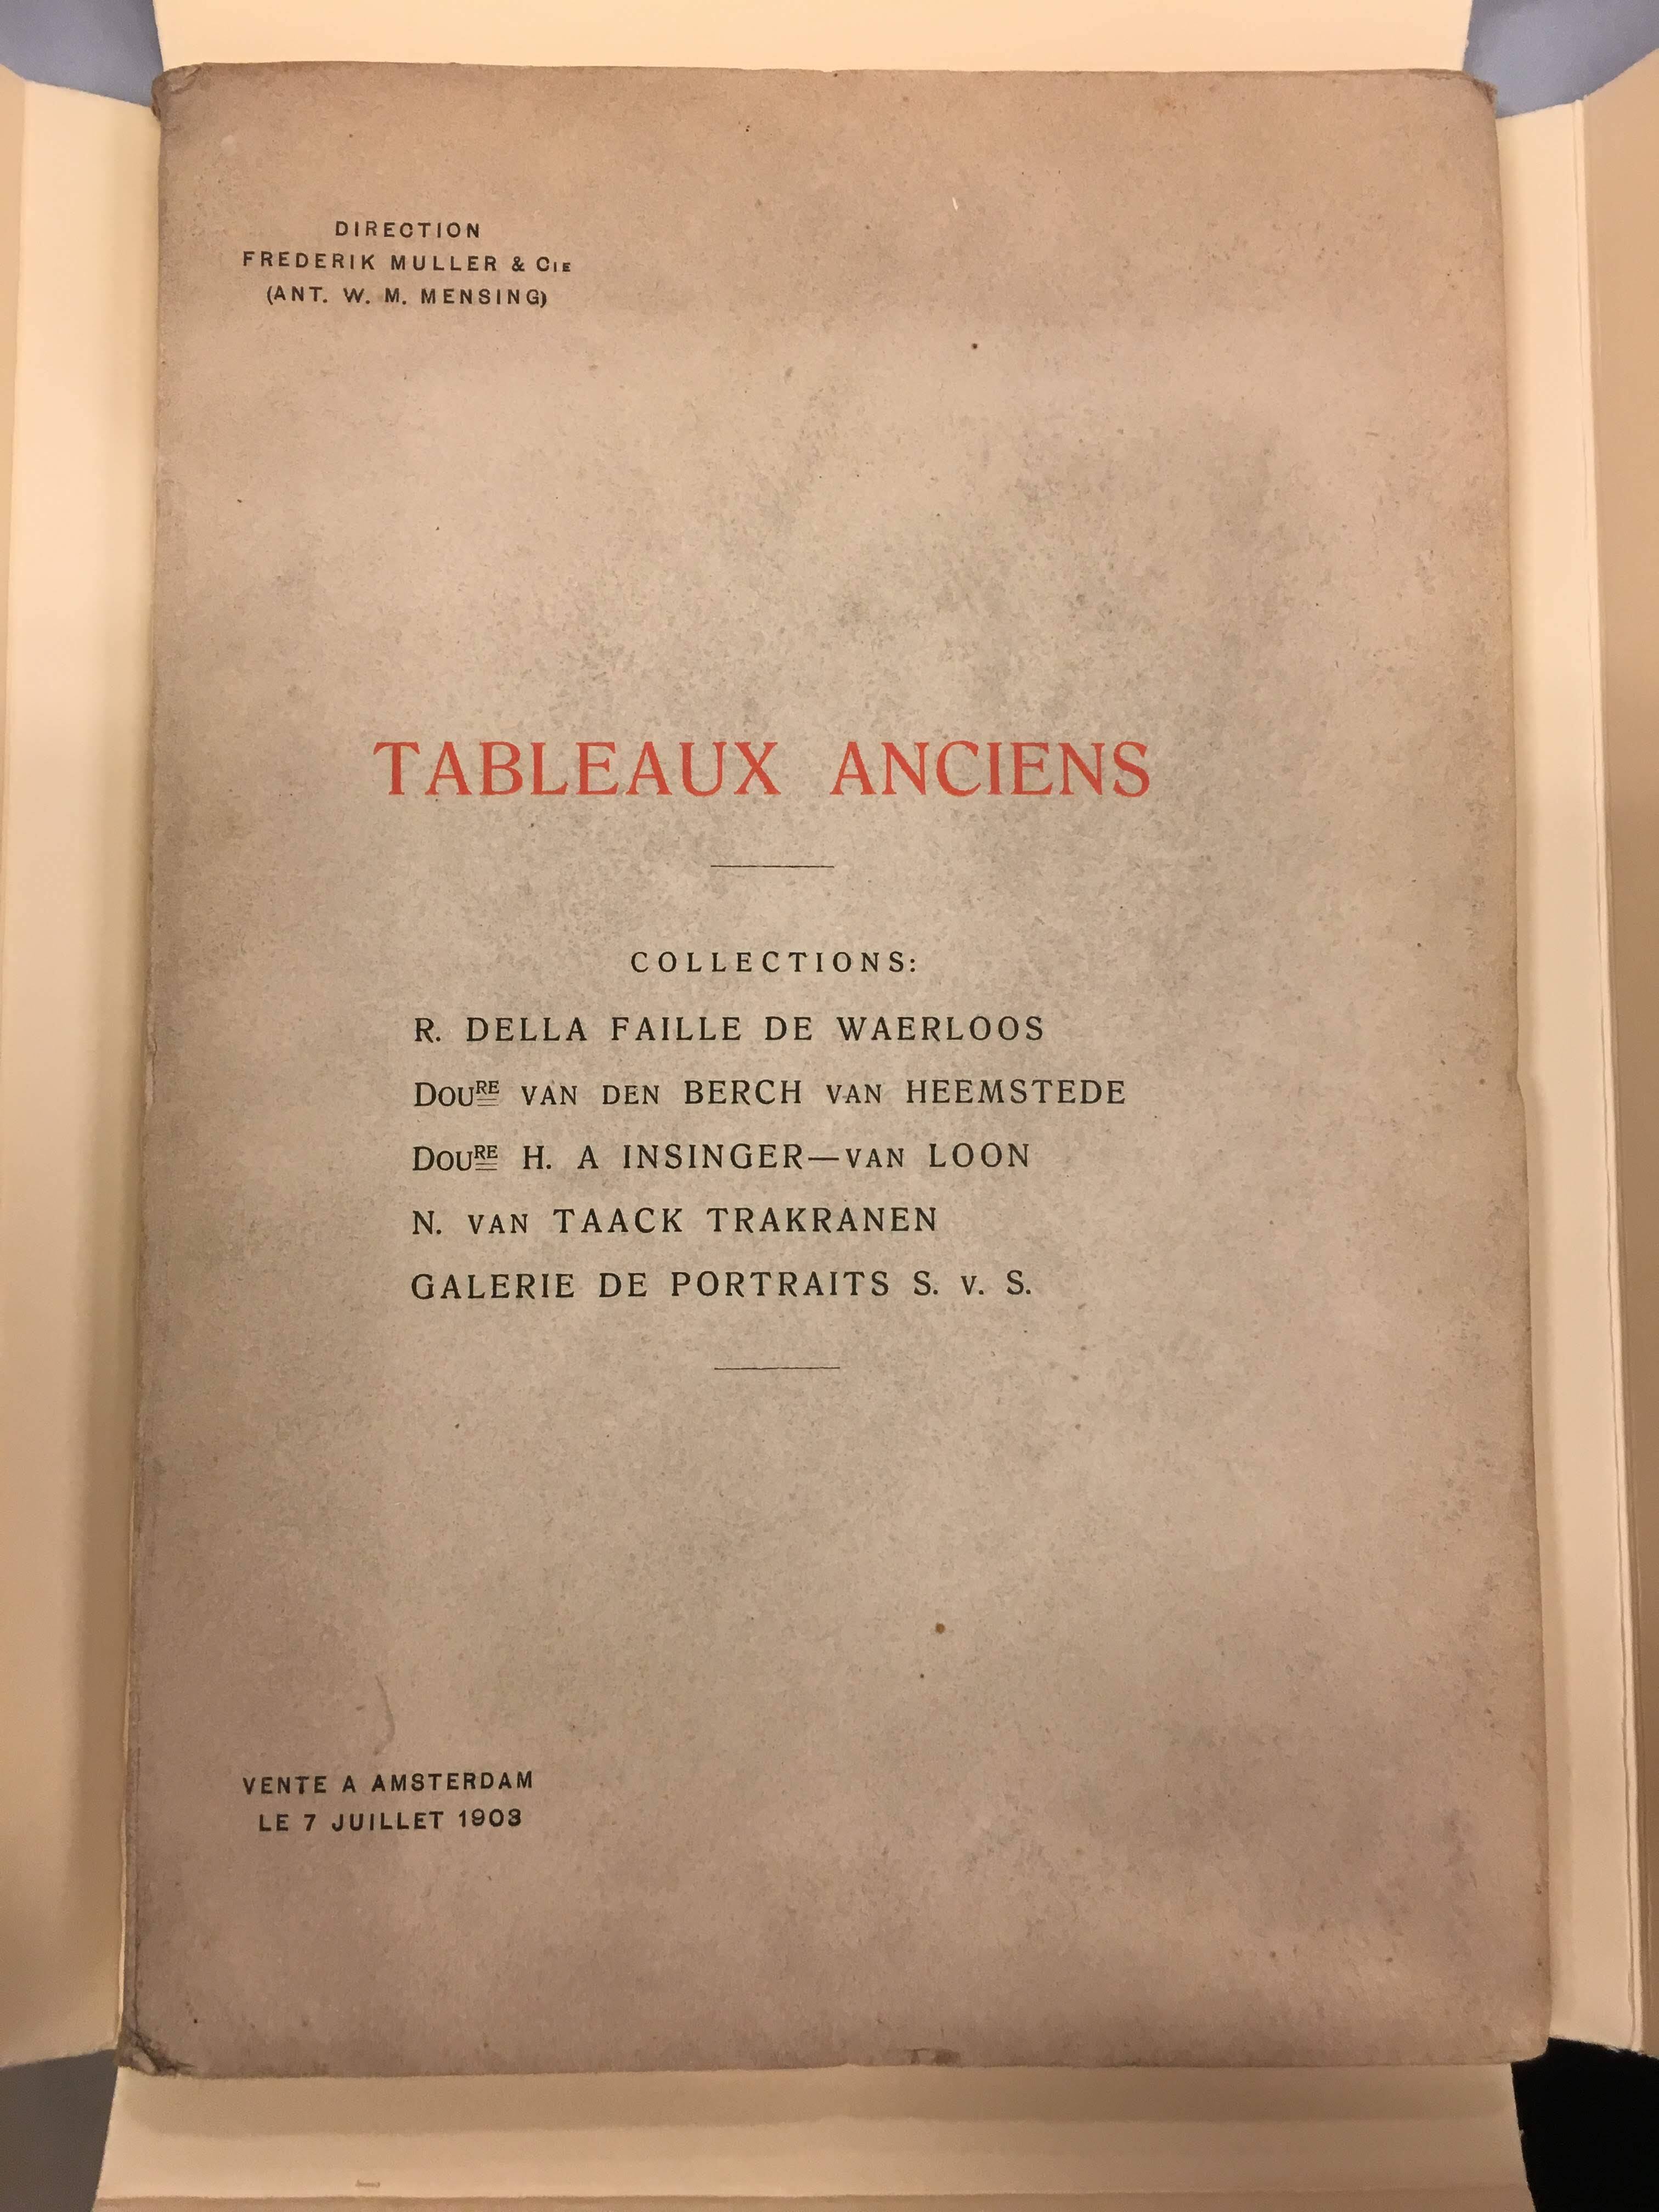 DIRECTION
FREDERIK MULLER & CIE
(ANT. W. M. MENSING)
TABLEAUX ANCIENS
COLLECTIONS:
R. DELLA FAILLE DE WAERLOOS
DOURE VAN DEN BERCH VAN HEEMSTEDE
DOURE H. A INSINGER—VAN LOON
N. VAN TAACK TRAKRANEN
GALERIE DE PORTRAITS S. V. S.
VENTE A AMSTERDAM
LE 7 JUILLET 1903